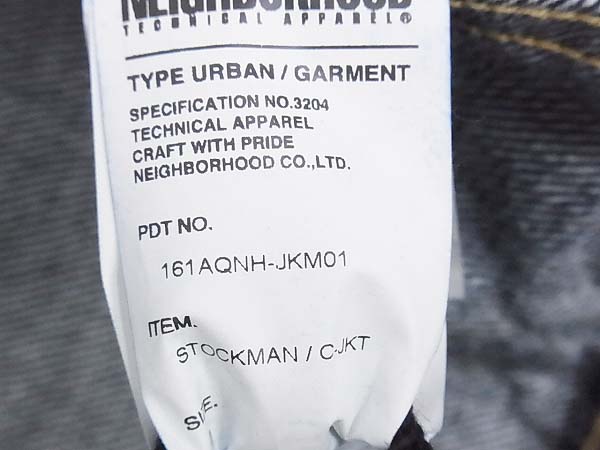 NEIGHBORHOOD
TECHNICAL APPAREL®
TYPE URBAN / GARMENT
SPECIFICATION NO.3204
TECHNICAL APPAREL
CRAFT WITH PRIDE
NEIGHBORHOOD CO.,LTD.
PDT NO.
161AQNH-JKM01
ITEM.
STOCKMAN / C-JKT
SIZE.